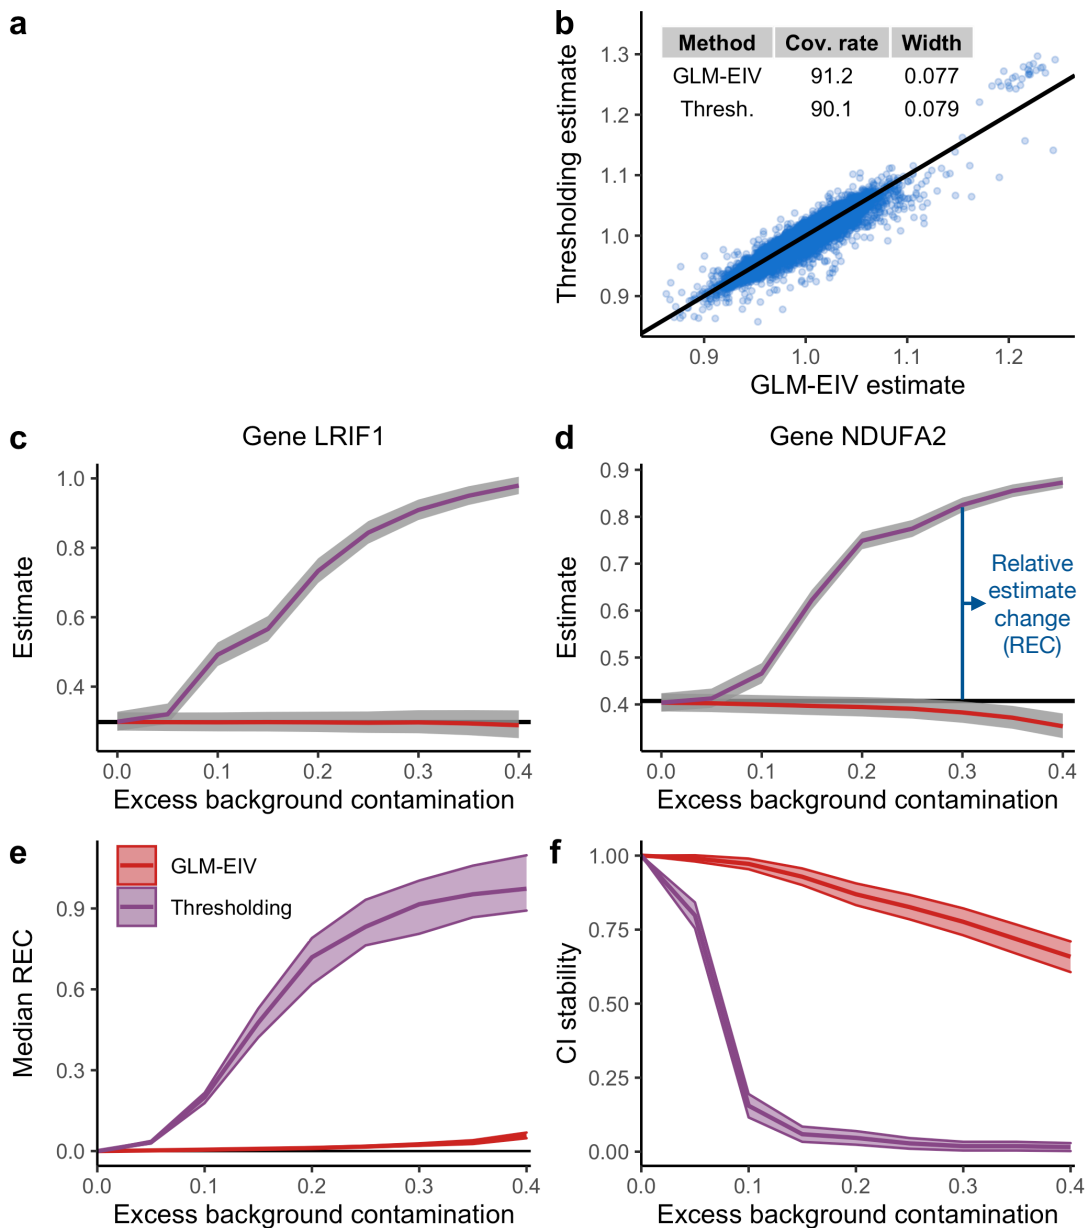 a
b
Method Cov. rate Width
GLM-EIV 91.2 0.077
Thresh. 90.1 0.079
Thresholding estimate
1.3
1.2
1.1
1.0
0.9
0.9 1.0 1.1 1.2
GLM-EIV estimate
c
Gene LRIF1
Estimate
1.0
0.8
0.6
0.4
0.0 0.1 0.2 0.3 0.4
Excess background contamination
d
Gene NDUFA2
Estimate
0.9
0.8
0.7
0.6
0.5
0.4
Relative
estimate
change
(REC)
0.0 0.1 0.2 0.3 0.4
Excess background contamination
e
GLM-EIV
Thresholding
Median REC
0.9
0.6
0.3
0.0
0.0 0.1 0.2 0.3 0.4
Excess background contamination
f
CI stability
1.00
0.75
0.50
0.25
0.00
0.0 0.1 0.2 0.3 0.4
Excess background contamination